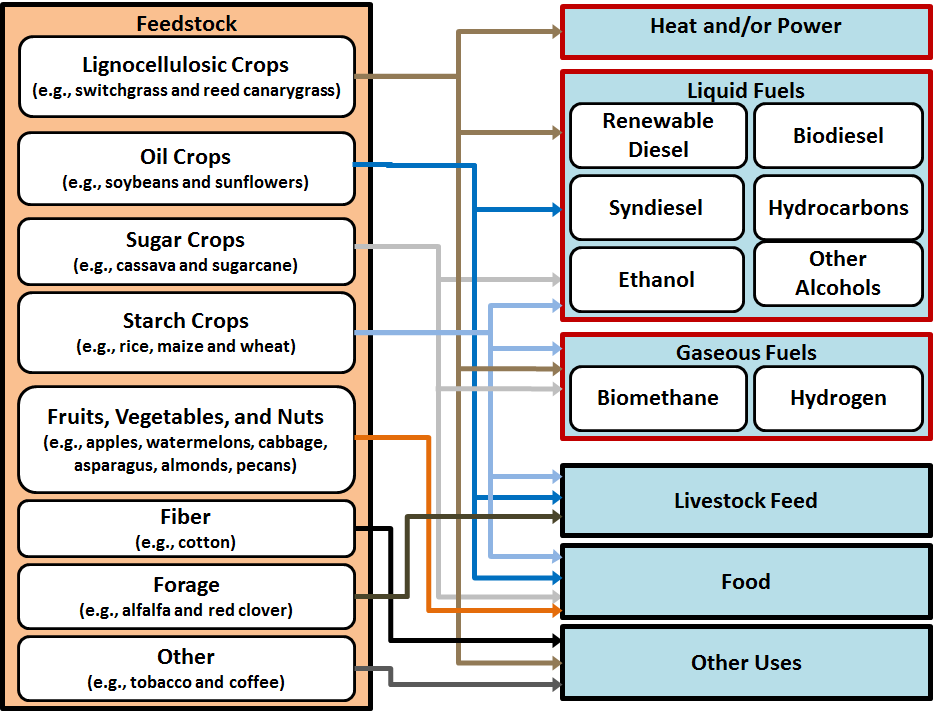 Feedstock
Lignocellulosic Crops
(e.g., switchgrass and reed canarygrass)
Oil Crops
(e.g., soybeans and sunflowers)
Sugar Crops
(e.g., cassava and sugarcane)
Starch Crops
(e.g., rice, maize and wheat)
Fruits, Vegetables, and Nuts
(e.g., apples, watermelons, cabbage,
asparagus, almonds, pecans)
Fiber
(e.g., cotton)
Forage
(e.g., alfalfa and red clover)
Other
(e.g., tobacco and coffee)
Heat and/or Power
Liquid Fuels
Renewable
Diesel
Biodiesel
Syndiesel
Hydrocarbons
Ethanol
Other
Alcohols
Gaseous Fuels
Biomethane
Hydrogen
Livestock Feed
Food
Other Uses